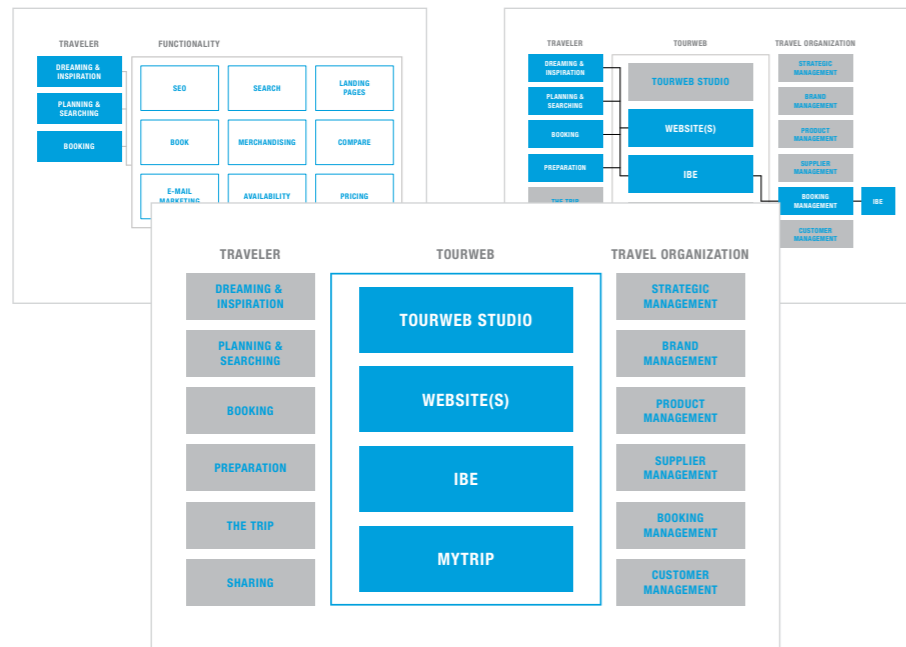 TRAVELER
FUNCTIONALITY
DREAMING &
INSPIRATION
PLANNING &
SEARCHING
BOOKING
SEO
SEARCH
LANDING
PAGES
BOOK
MERCHANDISING
COMPARE
E-MAIL
MARKETING
AVAILABILITY
PRICING
TRAVELER
TOURWEB
TRAVEL ORGANIZATION
DREAMING &
INSPIRATION
PLANNING &
SEARCHING
BOOKING
PREPARATION
THE TRIP
TOURWEB STUDIO
WEBSITE(S)
IBE
STRATEGIC
MANAGEMENT
BRAND
MANAGEMENT
PRODUCT
MANAGEMENT
SUPPLIER
MANAGEMENT
BOOKING
MANAGEMENT
IBE
CUSTOMER
MANAGEMENT
TRAVELER
TOURWEB
TRAVEL ORGANIZATION
DREAMING &
INSPIRATION
PLANNING &
SEARCHING
BOOKING
PREPARATION
THE TRIP
SHARING
TOURWEB STUDIO
WEBSITE(S)
IBE
MYTRIP
STRATEGIC
MANAGEMENT
BRAND
MANAGEMENT
PRODUCT
MANAGEMENT
SUPPLIER
MANAGEMENT
BOOKING
MANAGEMENT
CUSTOMER
MANAGEMENT